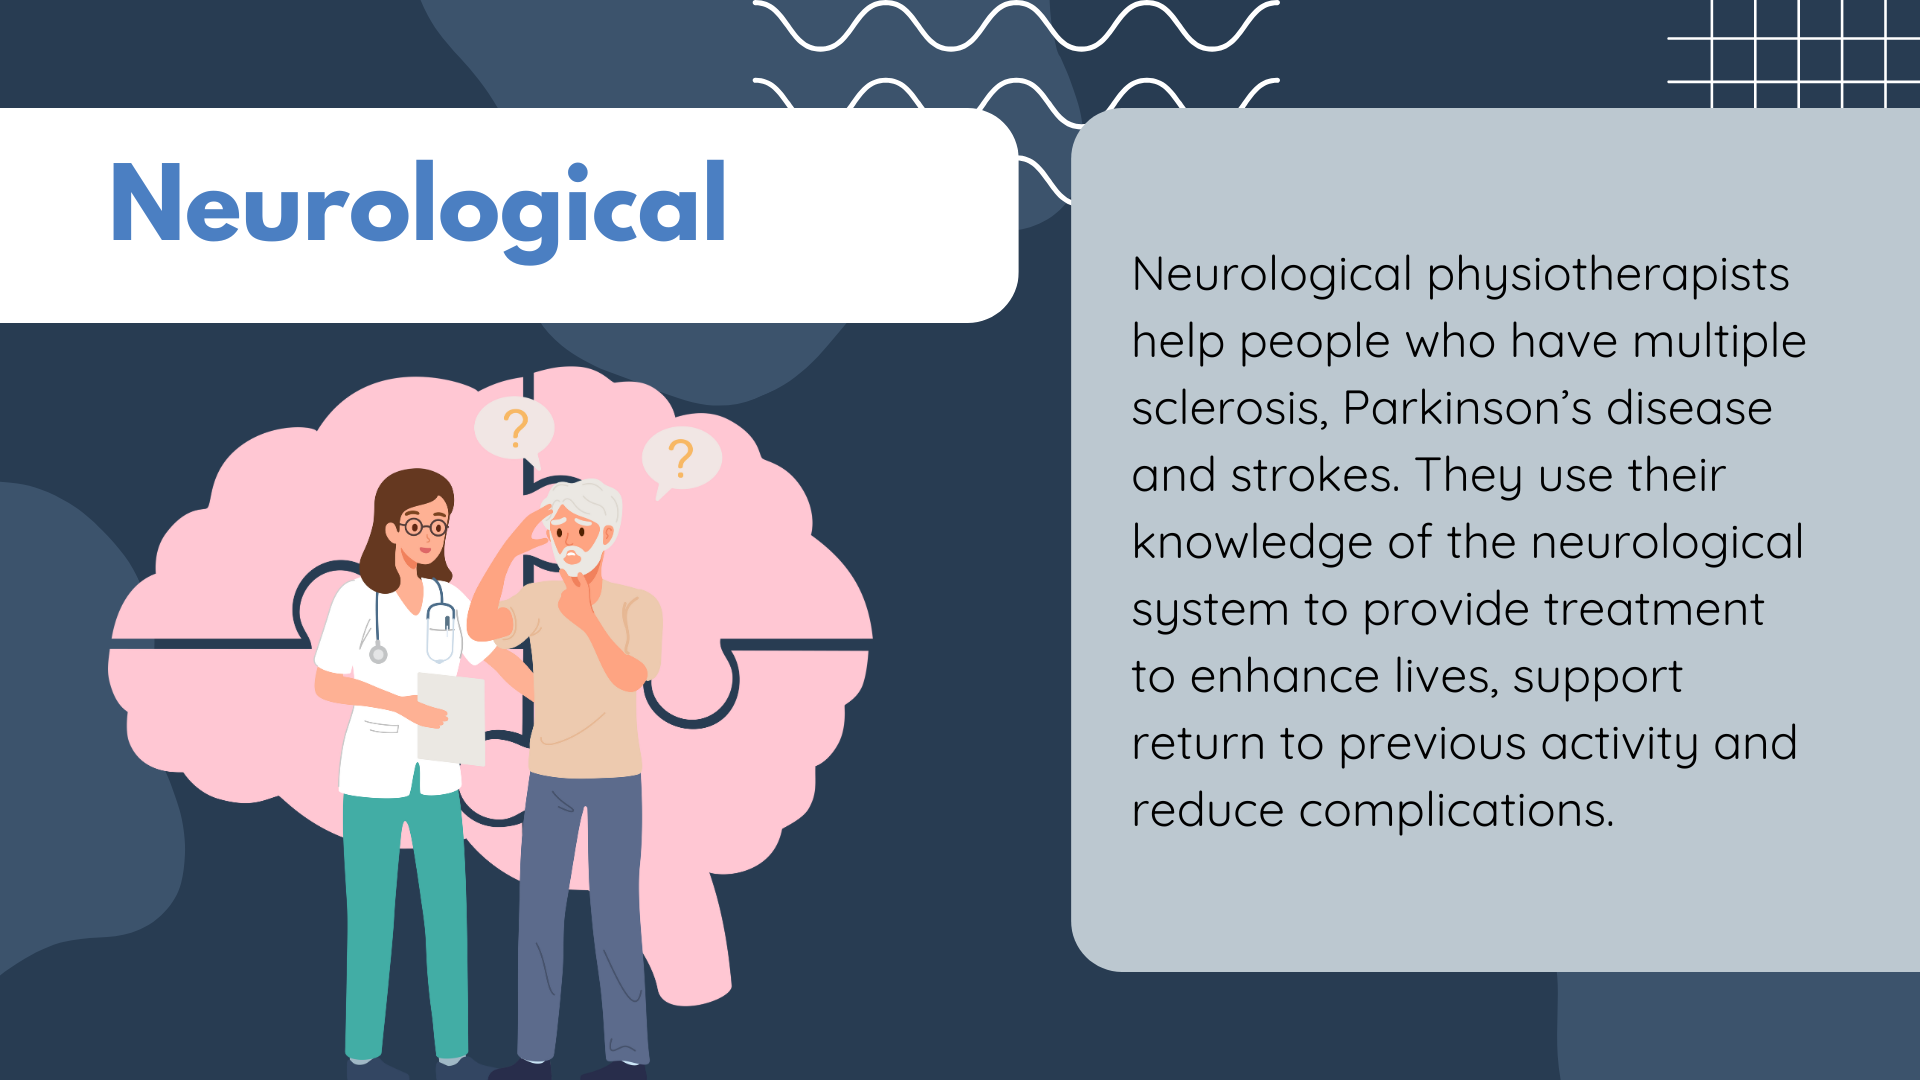 Neurological
?
?
Neurological physiotherapists
help people who have multiple
sclerosis, Parkinson’s disease
and strokes. They use their
knowledge of the neurological
system to provide treatment
to enhance lives, support
return to previous activity and
reduce complications.